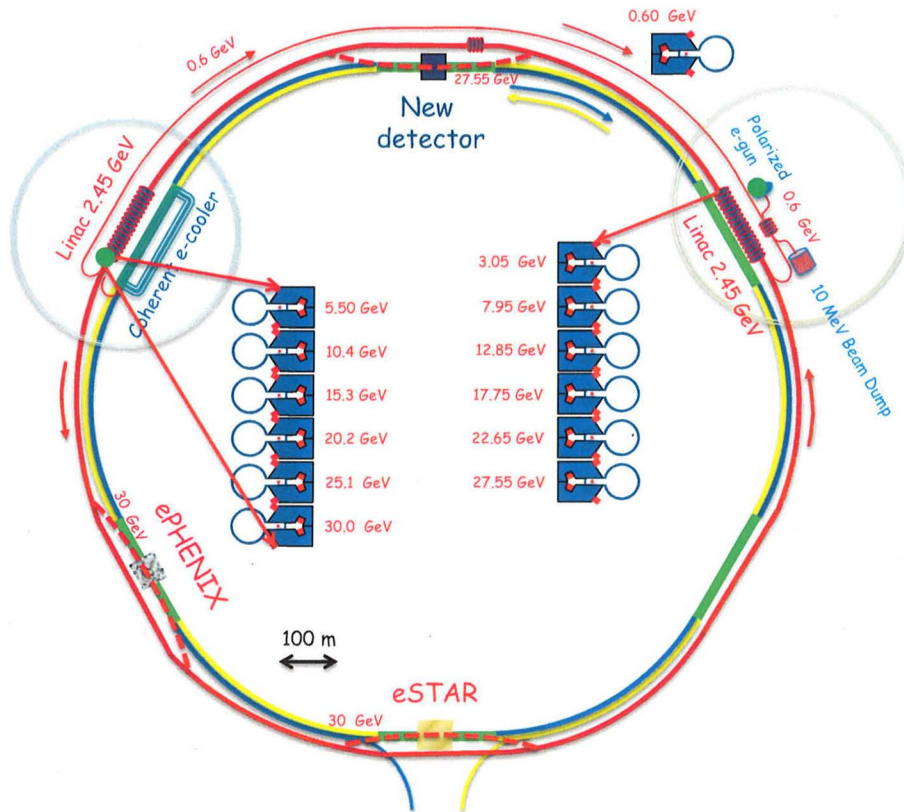 0.60 GeV
0.6 GeV
27.55 GeV
New
detector
Linac 2.45 GeV
Coherent e-cooler
Polarized
e-gun
0.6 GeV
Linac 2.45 GeV
10 MeV Beam Dump
5.50 GeV
10.4 GeV
15.3 GeV
20.2 GeV
25.1 GeV
30.0 GeV
3.05 GeV
7.95 GeV
12.85 GeV
17.75 GeV
22.65 GeV
27.55 GeV
30 GeV
ePHENIX
100 m
eSTAR
30 GeV